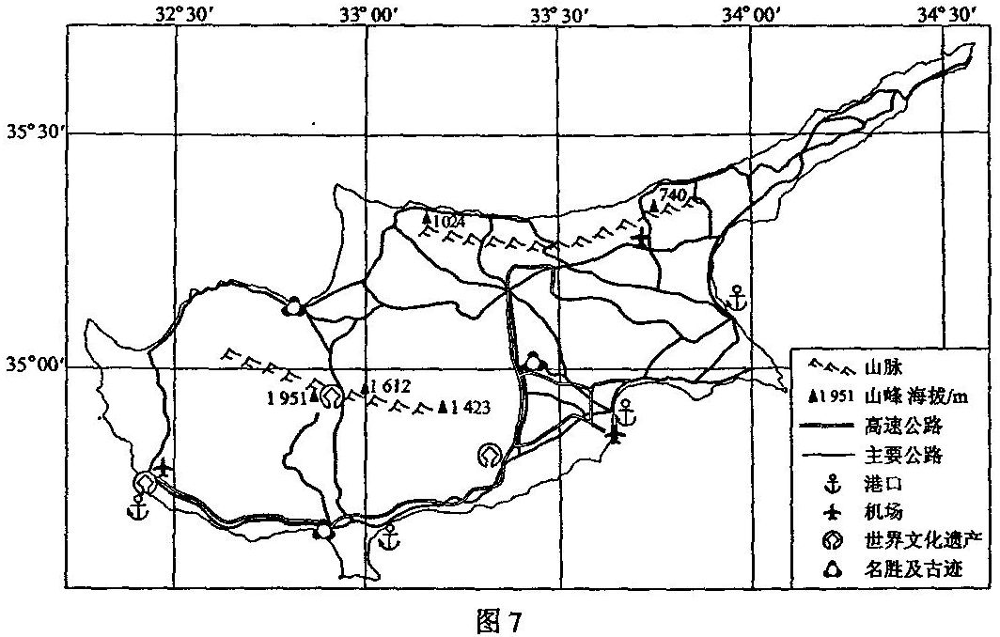 32°30′ 33°00′ 33°30′ 34°00′ 34°30′
35°30′
740
1024
35°00′
1951
1612
1423
山脉
1951 山峰 海拨/m
高速公路
主要公路
港口
机场
世界文化遗产
名胜及古迹
图7